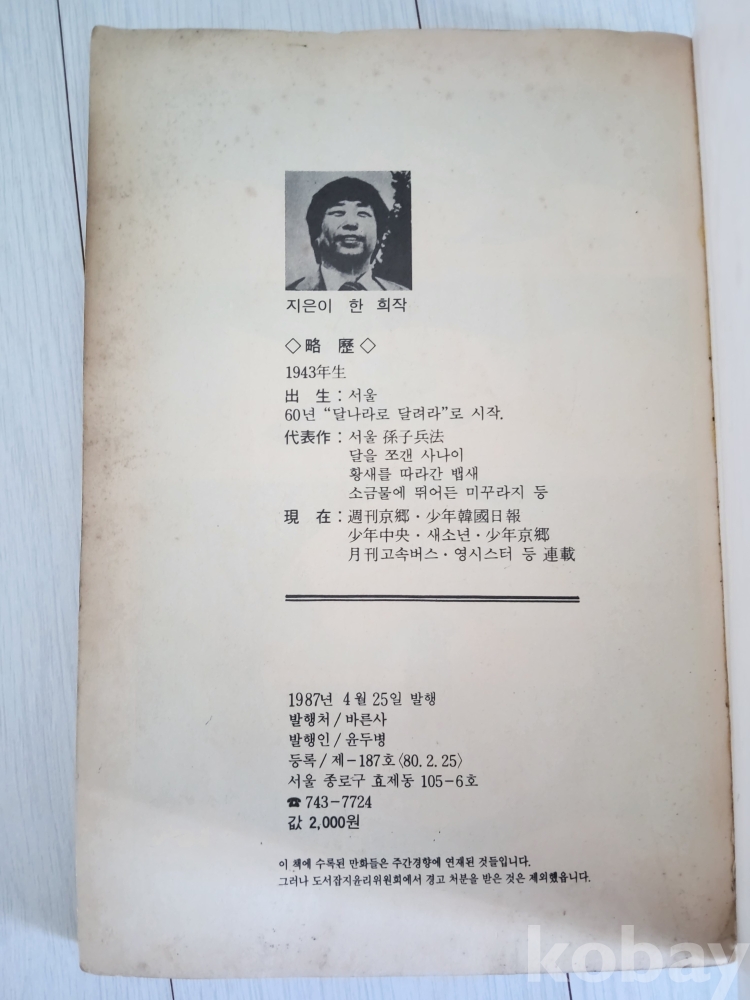 지은이 한 희작
◇略 歷◇
1943年生
出 生 : 서울
60년 “달나라로 달려라”로 시작.
代表作 : 서울 孫子兵法
달을 쪼갠 사나이
황새를 따라간 뱁새
소금물에 뛰어든 미꾸라지 등
現 在 : 週刊京鄕・少年韓國日報
少年中央・새소년・少年京鄕
月刊고속버스・영시스터 등 連載
1987년 4월 25일 발행
발행처/바른사
발행인/윤두병
등록/제-187호〈80.2.25〉
서울 종로구 효제동 105-6호
☎743-7724
값 2,000원
이 책에 수록된 만화들은 주간경향에 연재된 것들입니다.
그러나 도서잡지윤리위원회에서 경고 처분을 받은 것은 제외했읍니다.
kobay